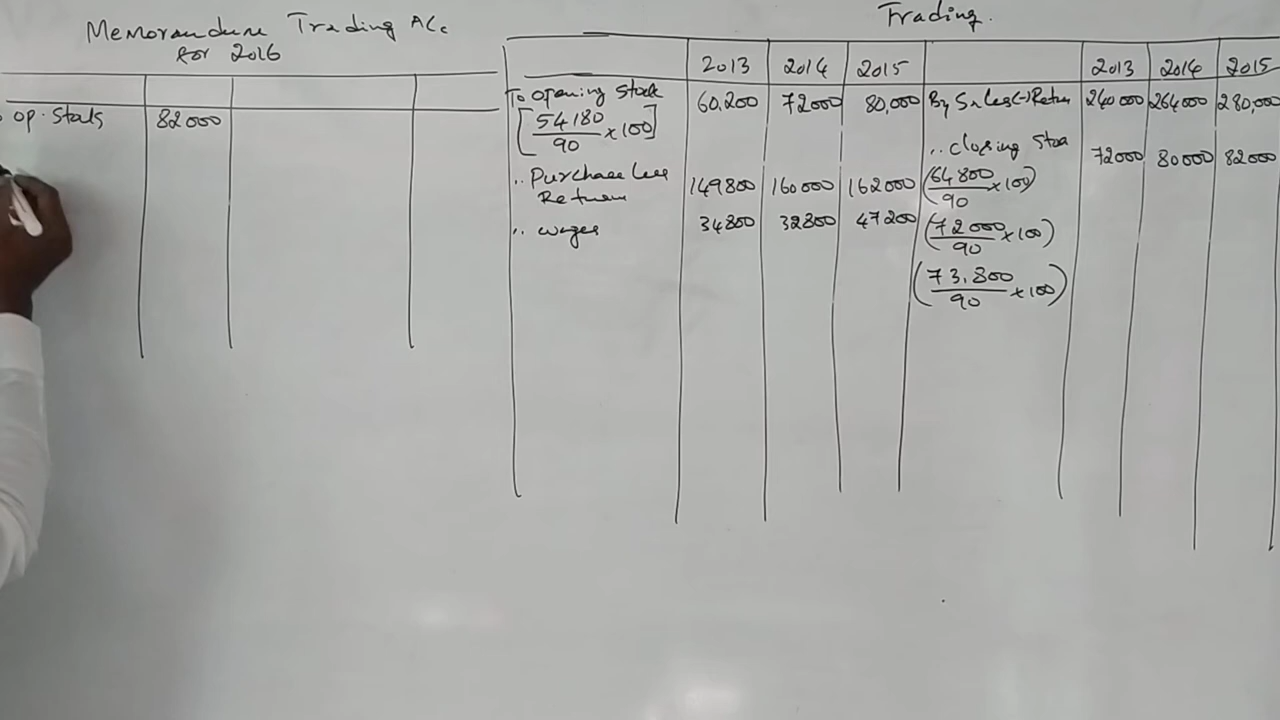 Memorandum Trading A/c
for 2016
op. Stock 82000
Trading.
2013 2014 2015 2013 2014 2015
To Opening Stock 60,200 72000 80,000 By Sales(-)Return 240000 264000 280,000
[54180/90 × 100]
" Closing Stoc 72000 80000 82000
" Purchase Less Return 149800 160000 162000 (64800/90 × 100)
" Wages 34800 32800 47200 (72000/90 × 100)
(73,800/90 × 100)